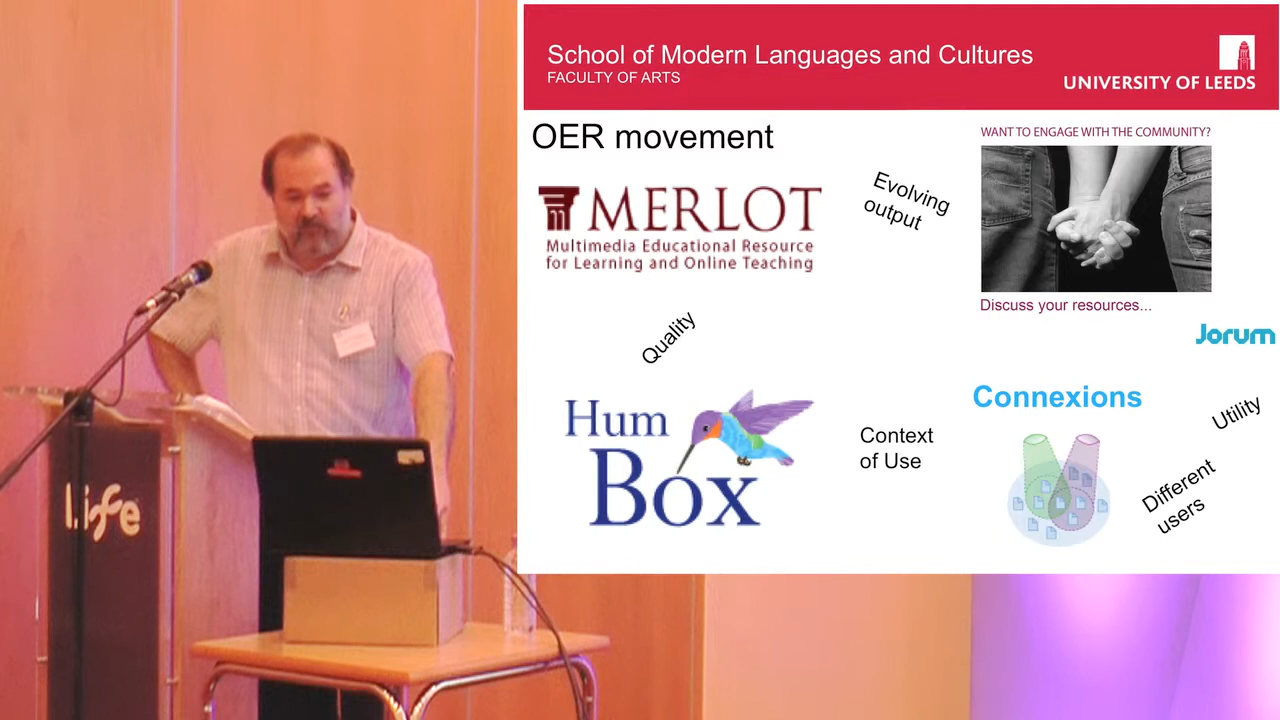 School of Modern Languages and Cultures
FACULTY OF ARTS
UNIVERSITY OF LEEDS
OER movement
MERLOT
Multimedia Educational Resource
for Learning and Online Teaching
Evolving
output
WANT TO ENGAGE WITH THE COMMUNITY?
Discuss your resources...
Jorum
Quality
Hum
Box
Context
of Use
Connexions
Utility
Different
users
Life